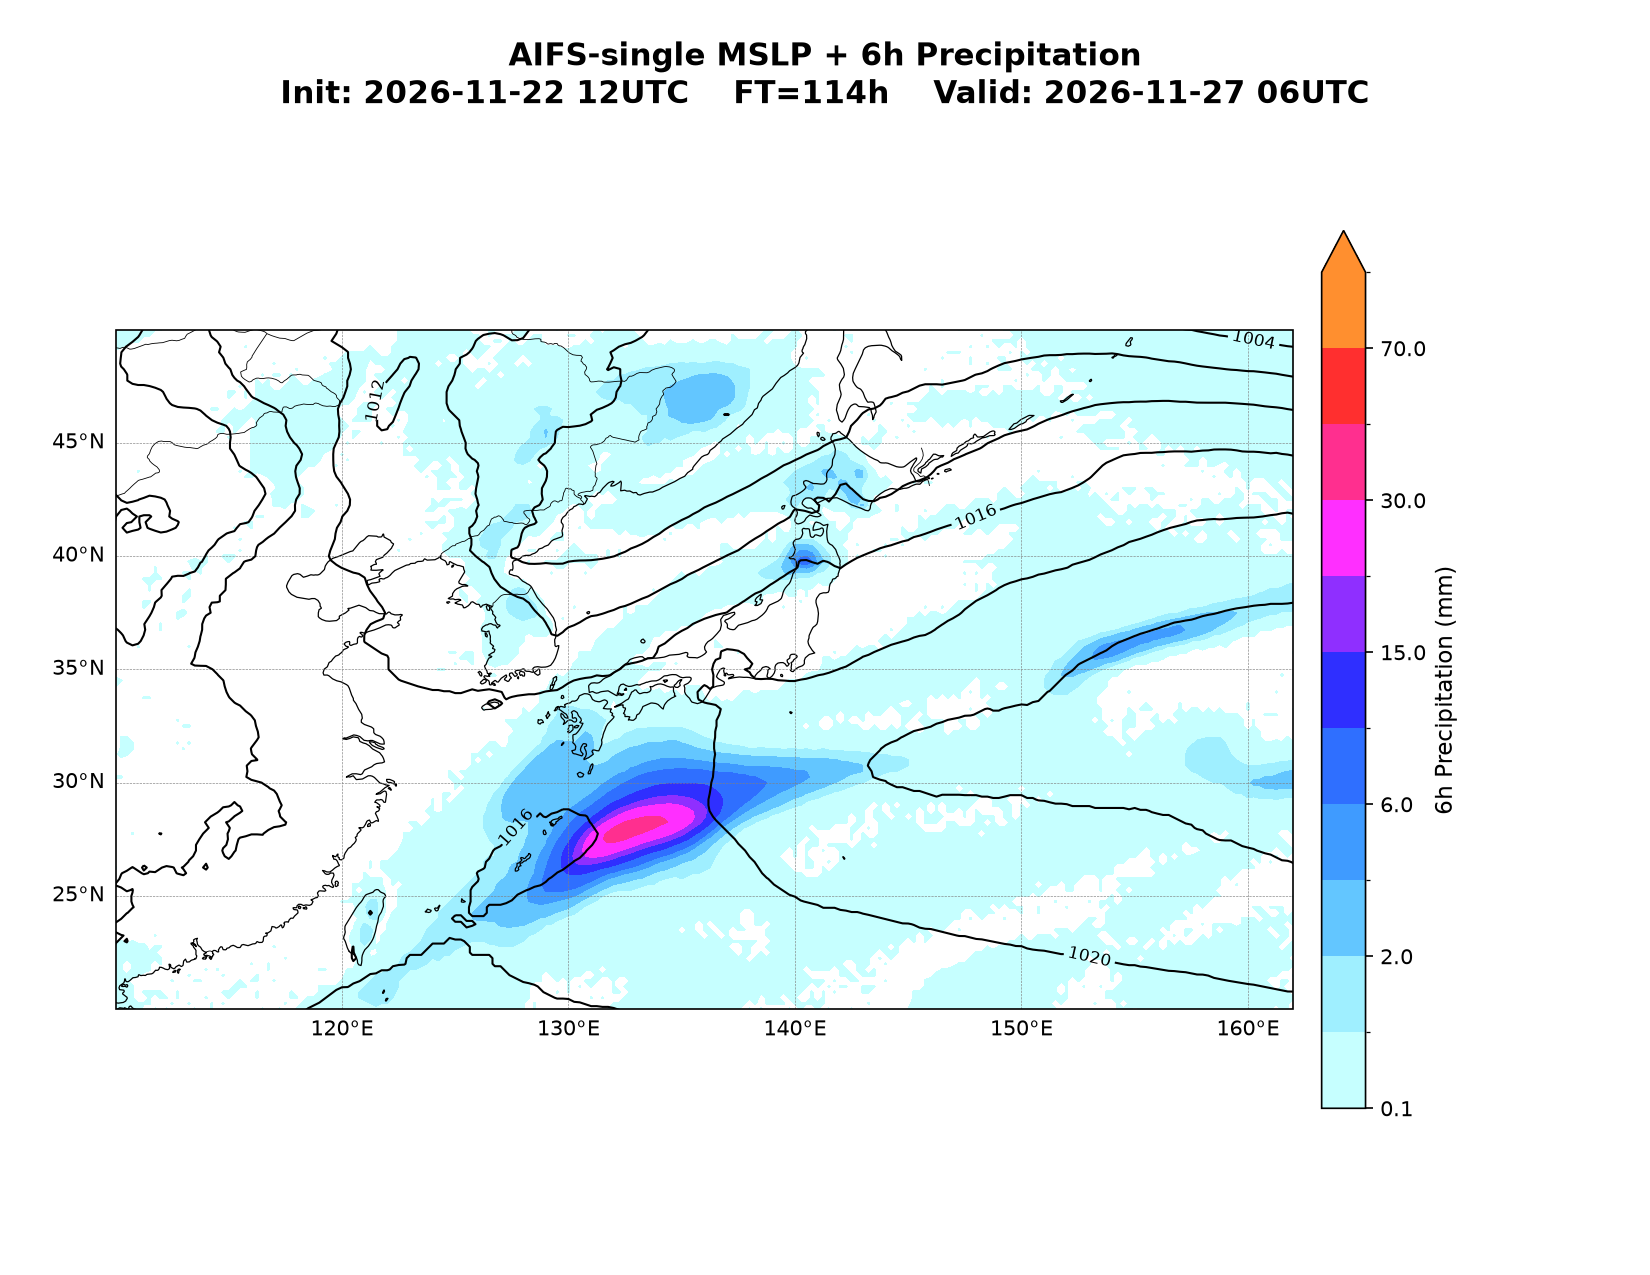 AIFS-single MSLP + 6h Precipitation
Init: 2026-11-22 12UTC    FT=114h    Valid: 2026-11-27 06UTC
1004
1012
1016
1016
1020
45°N
40°N
35°N
30°N
25°N
120°E
130°E
140°E
150°E
160°E
70.0
30.0
15.0
6.0
2.0
0.1
6h Precipitation (mm)